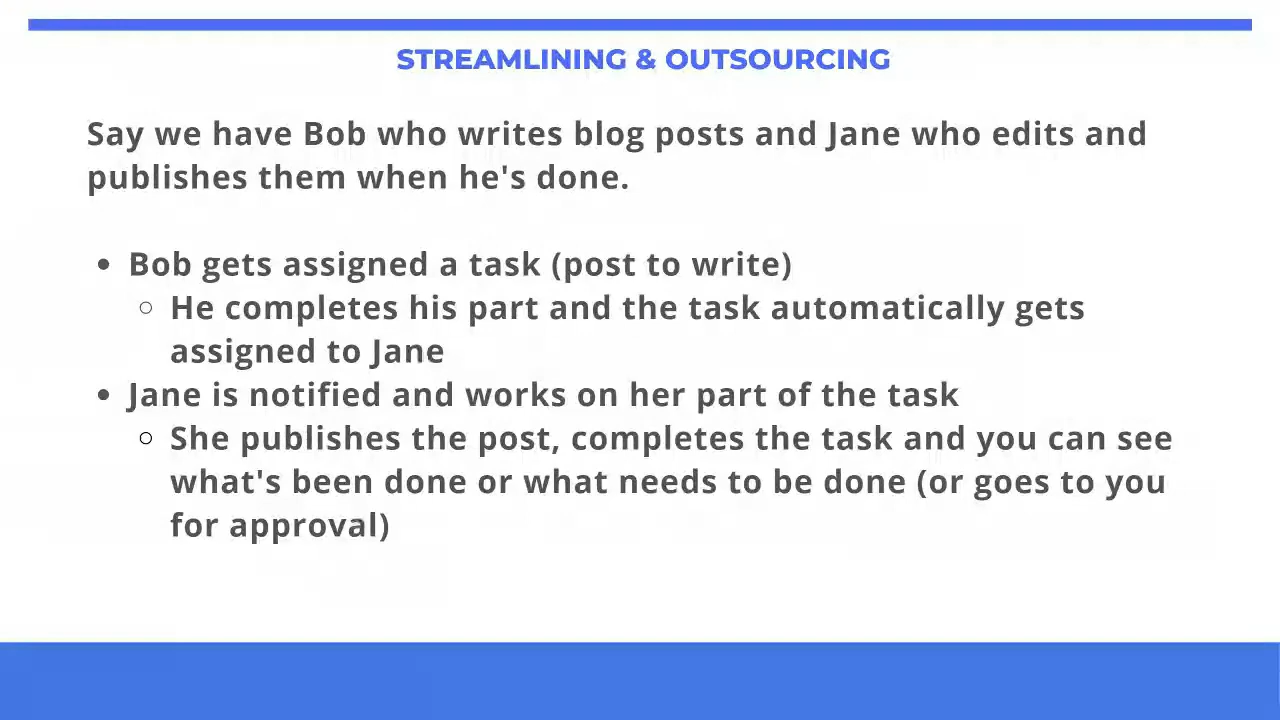 STREAMLINING & OUTSOURCING
Say we have Bob who writes blog posts and Jane who edits and
publishes them when he's done.
• Bob gets assigned a task (post to write)
○ He completes his part and the task automatically gets
assigned to Jane
• Jane is notified and works on her part of the task
○ She publishes the post, completes the task and you can see
what's been done or what needs to be done (or goes to you
for approval)